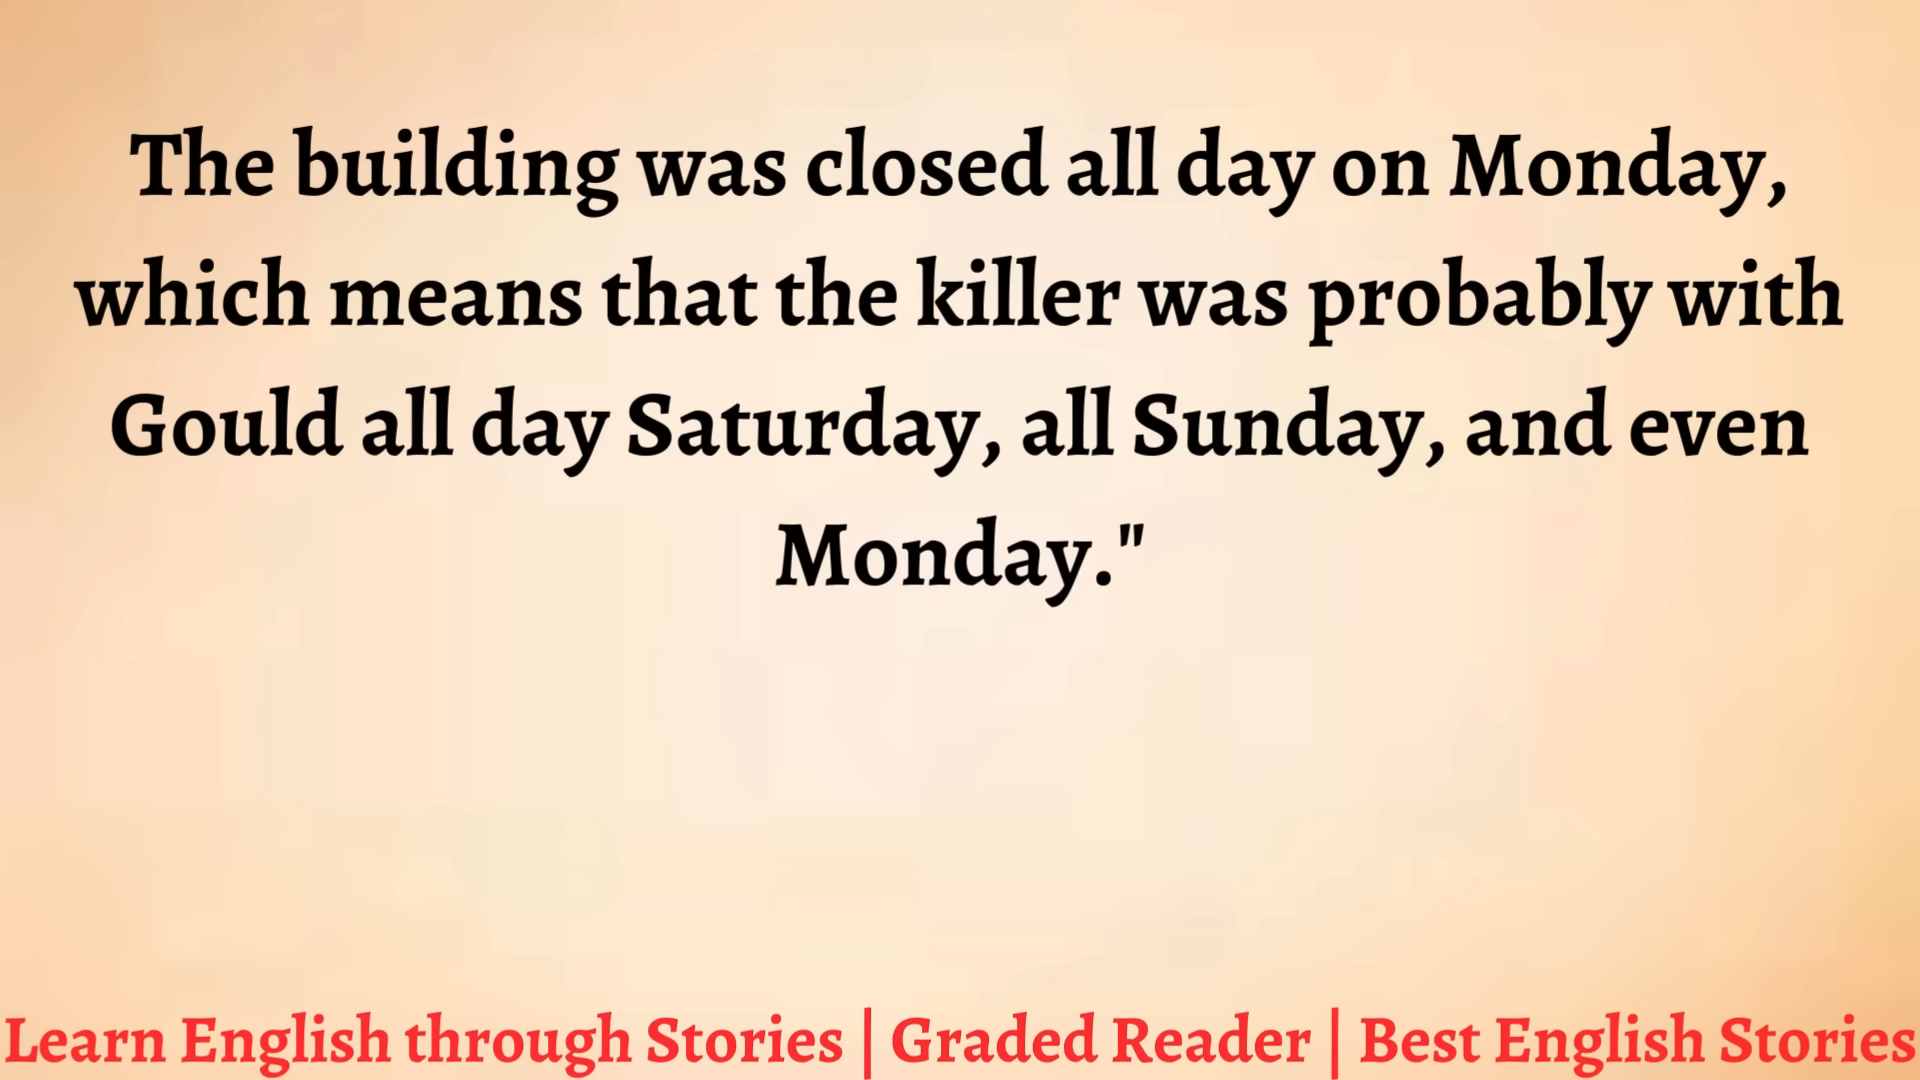 The building was closed all day on Monday,
which means that the killer was probably with
Gould all day Saturday, all Sunday, and even
Monday."
Learn English through Stories | Graded Reader | Best English Stories